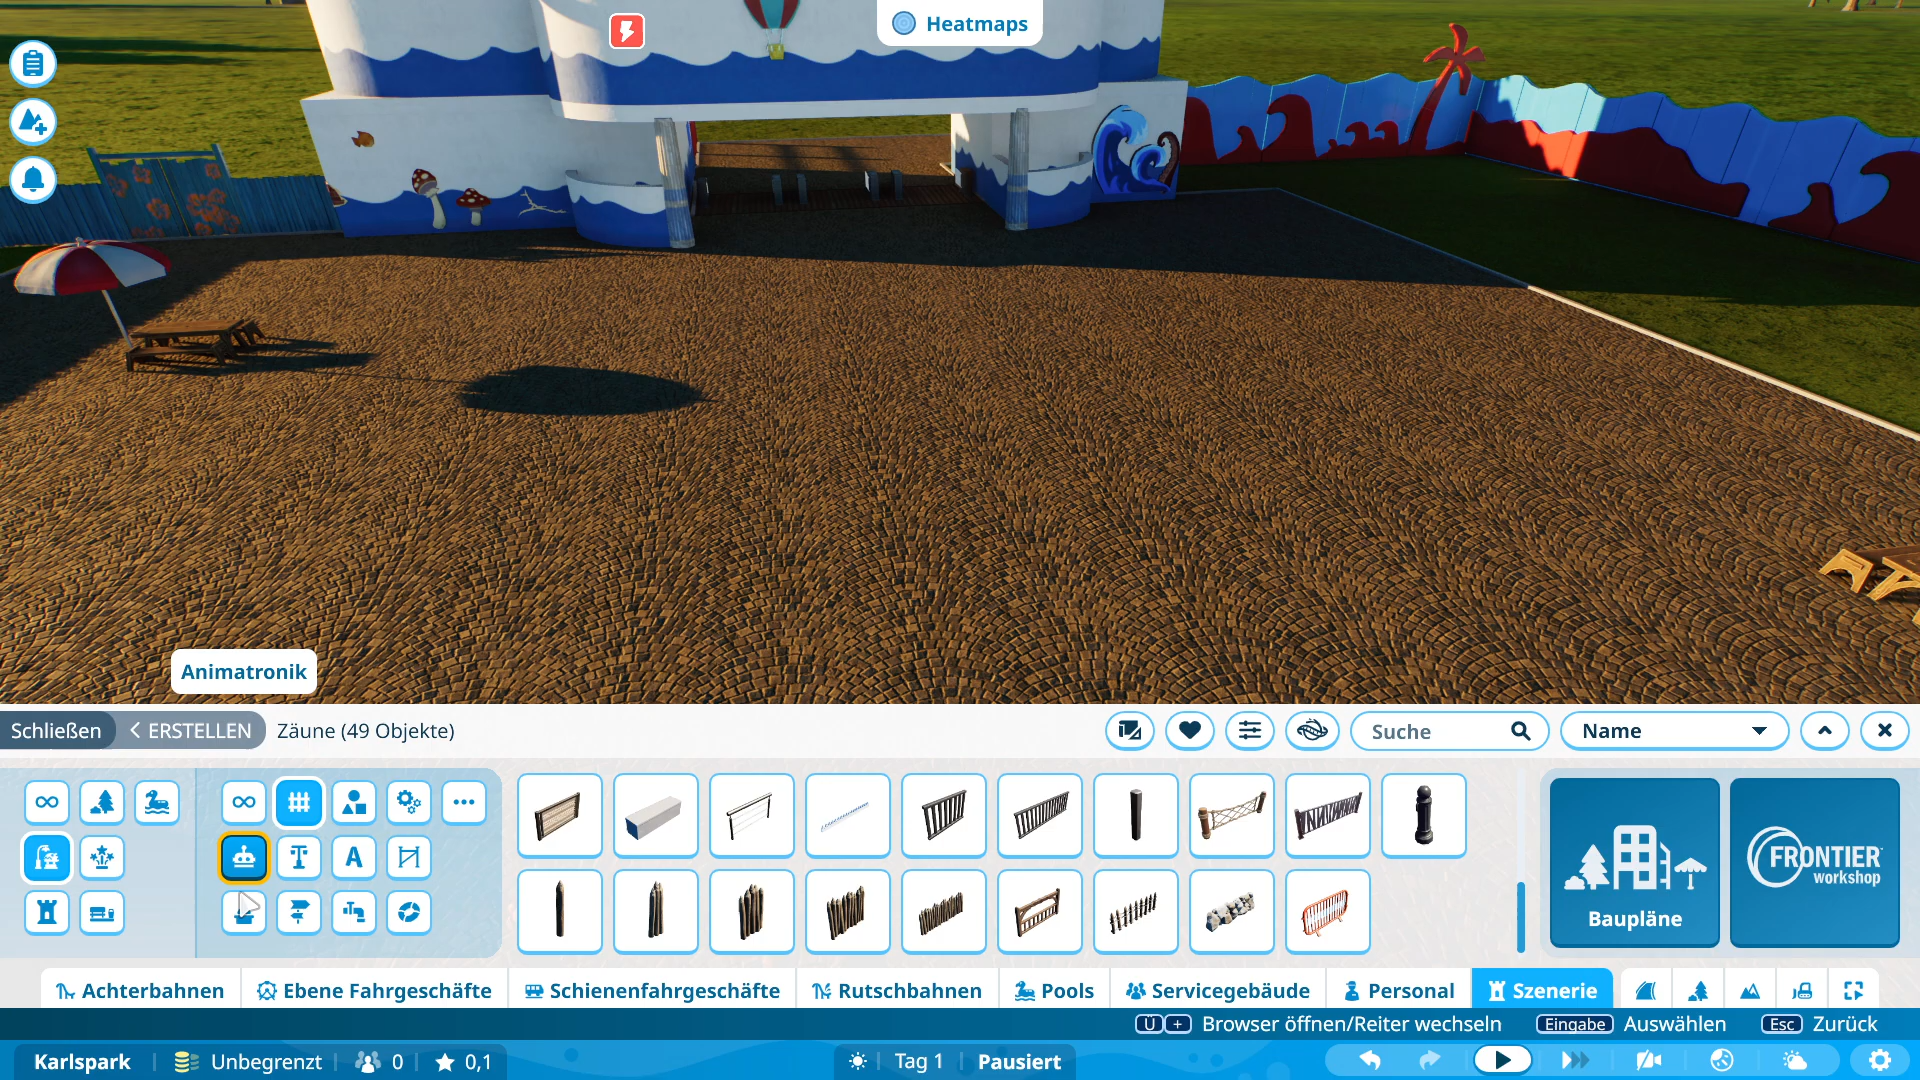 Heatmaps
Animatronik
Schließen
ERSTELLEN
Zäune (49 Objekte)
Suche
Name
Baupläne
FRONTIER
workshop
Achterbahnen
Ebene Fahrgeschäfte
Schienenfahrgeschäfte
Rutschbahnen
Pools
Servicegebäude
Personal
Szenerie
Ü + Browser öffnen/Reiter wechseln
Eingabe Auswählen
Esc Zurück
Karlspark
Unbegrenzt
0
0,1
Tag 1
Pausiert